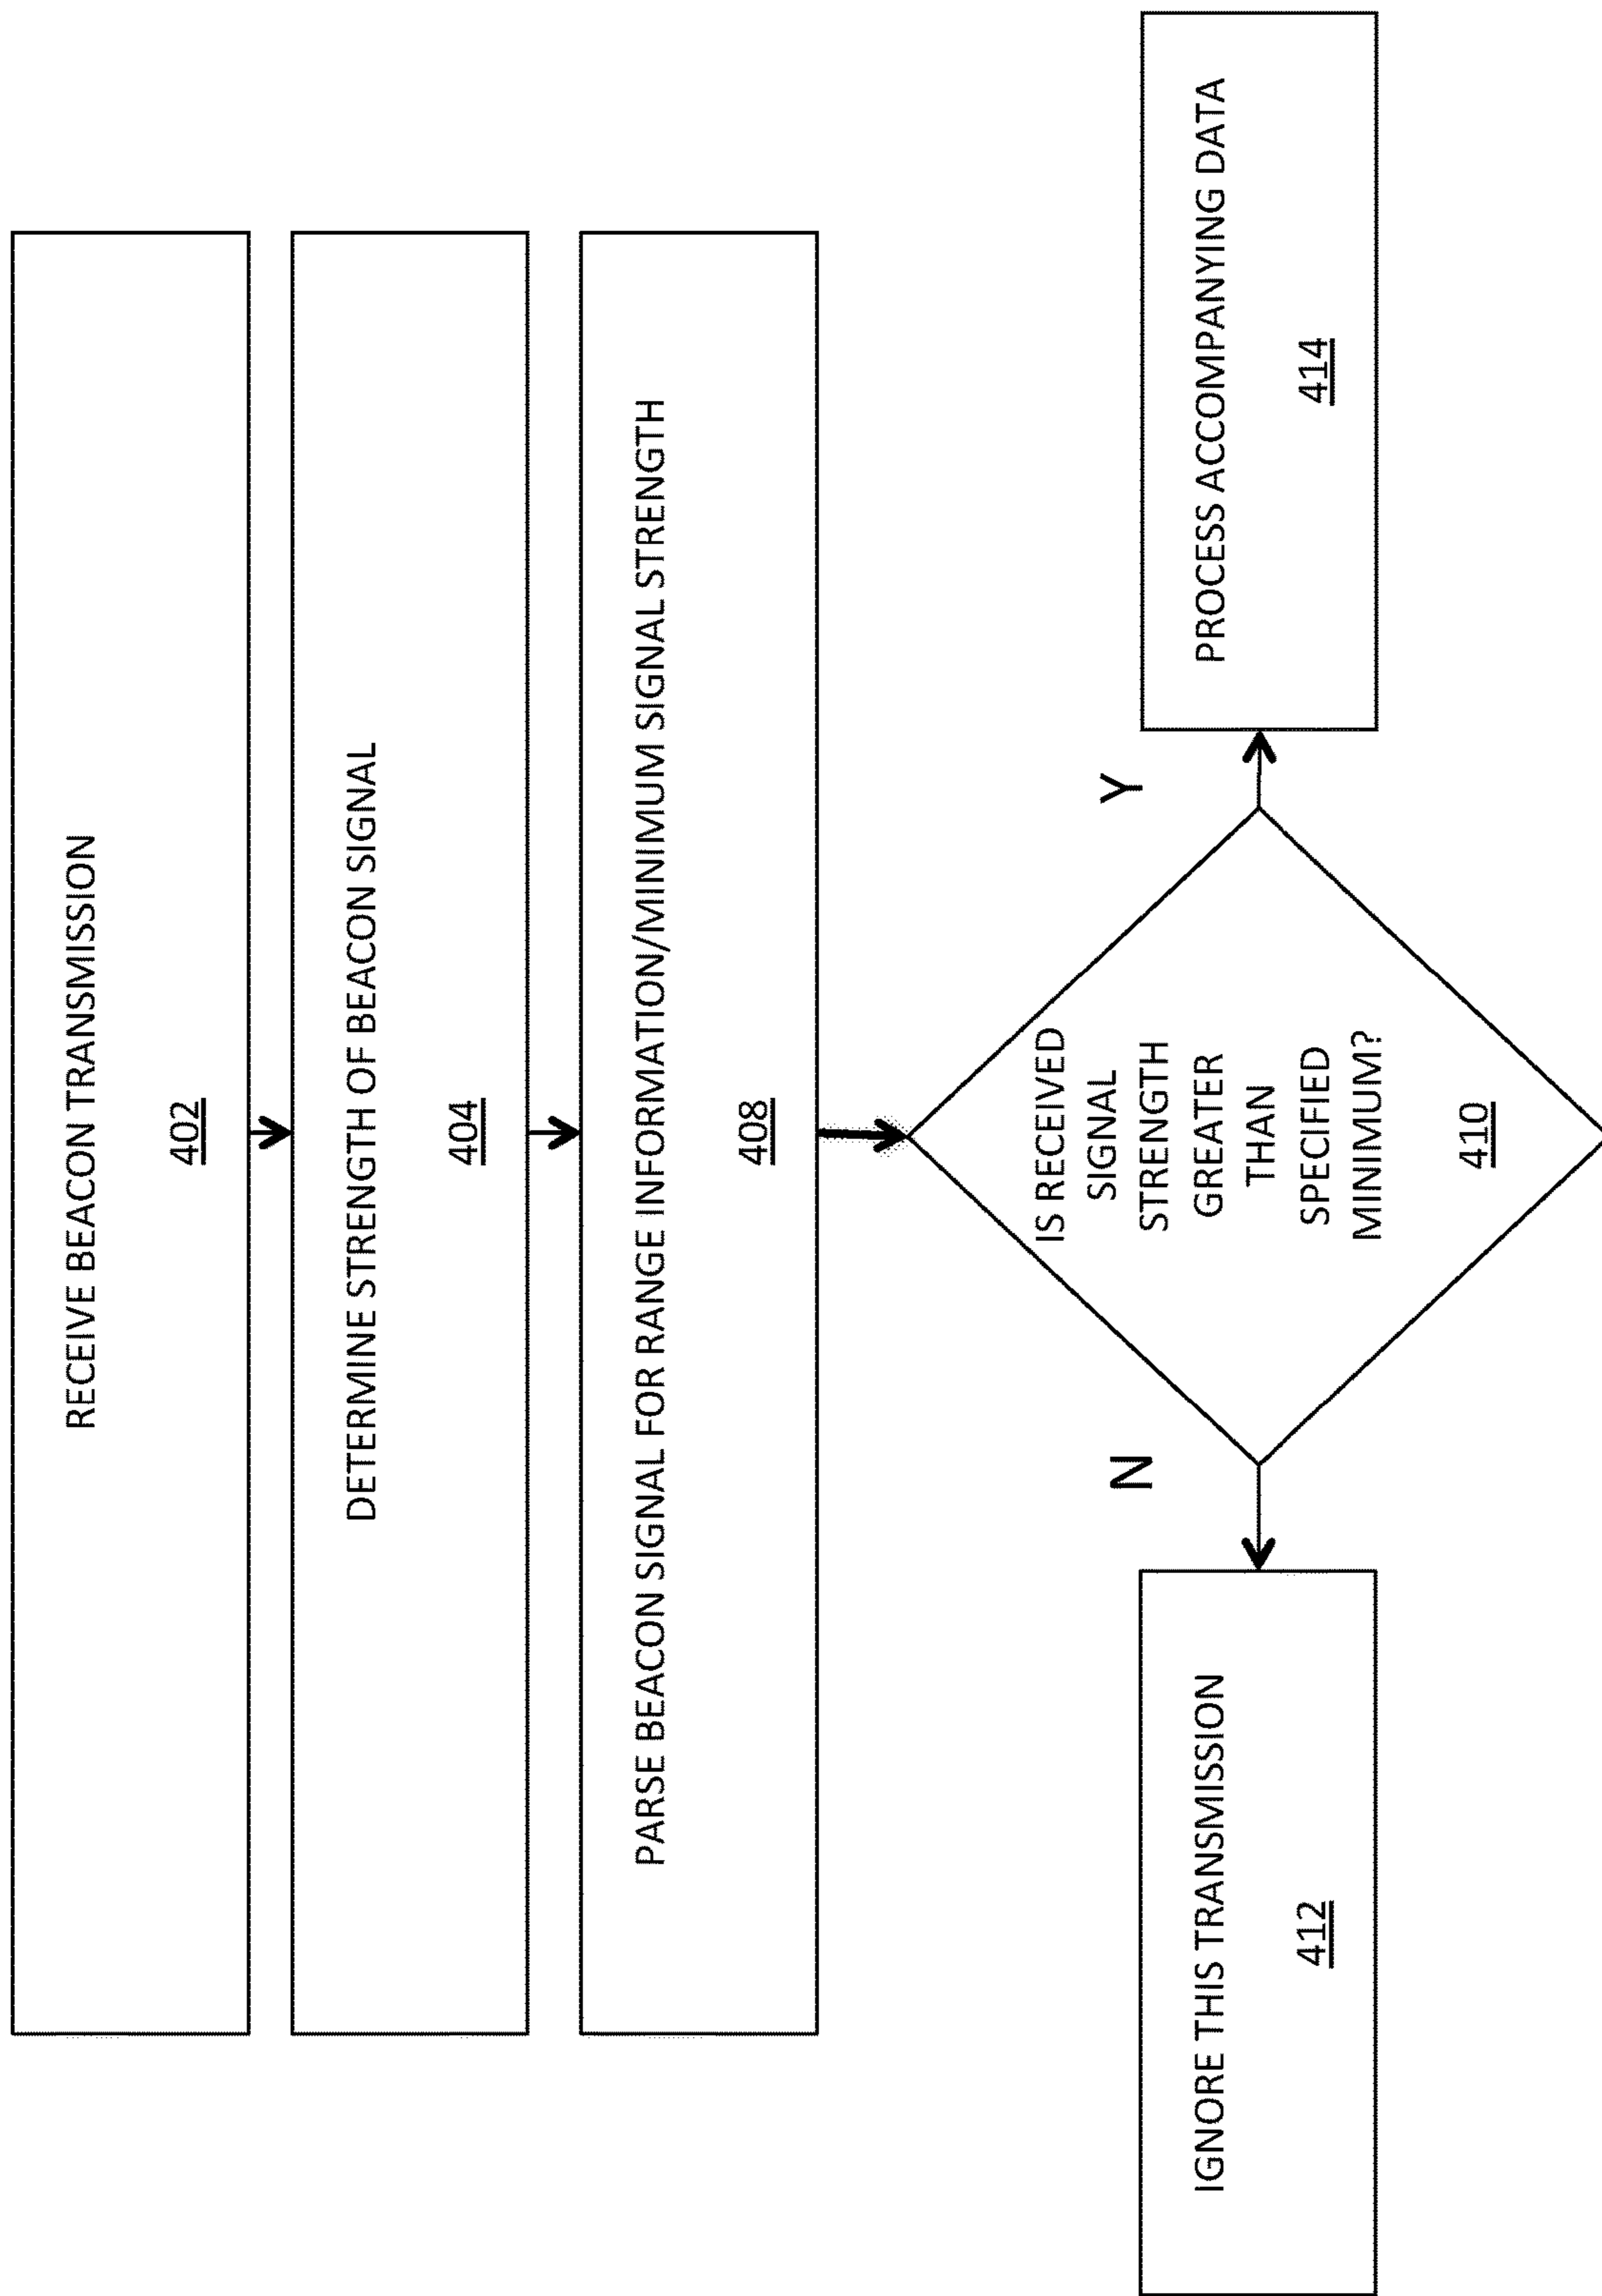 RECEIVE BEACON TRANSMISSION
402
DETERMINE STRENGTH OF BEACON SIGNAL
404
PARSE BEACON SIGNAL FOR RANGE INFORMATION/MINIMUM SIGNAL STRENGTH
408
IS RECEIVED
SIGNAL
STRENGTH
GREATER
THAN
SPECIFIED
MINIMUM?
410
N
Y
IGNORE THIS TRANSMISSION
412
PROCESS ACCOMPANYING DATA
414